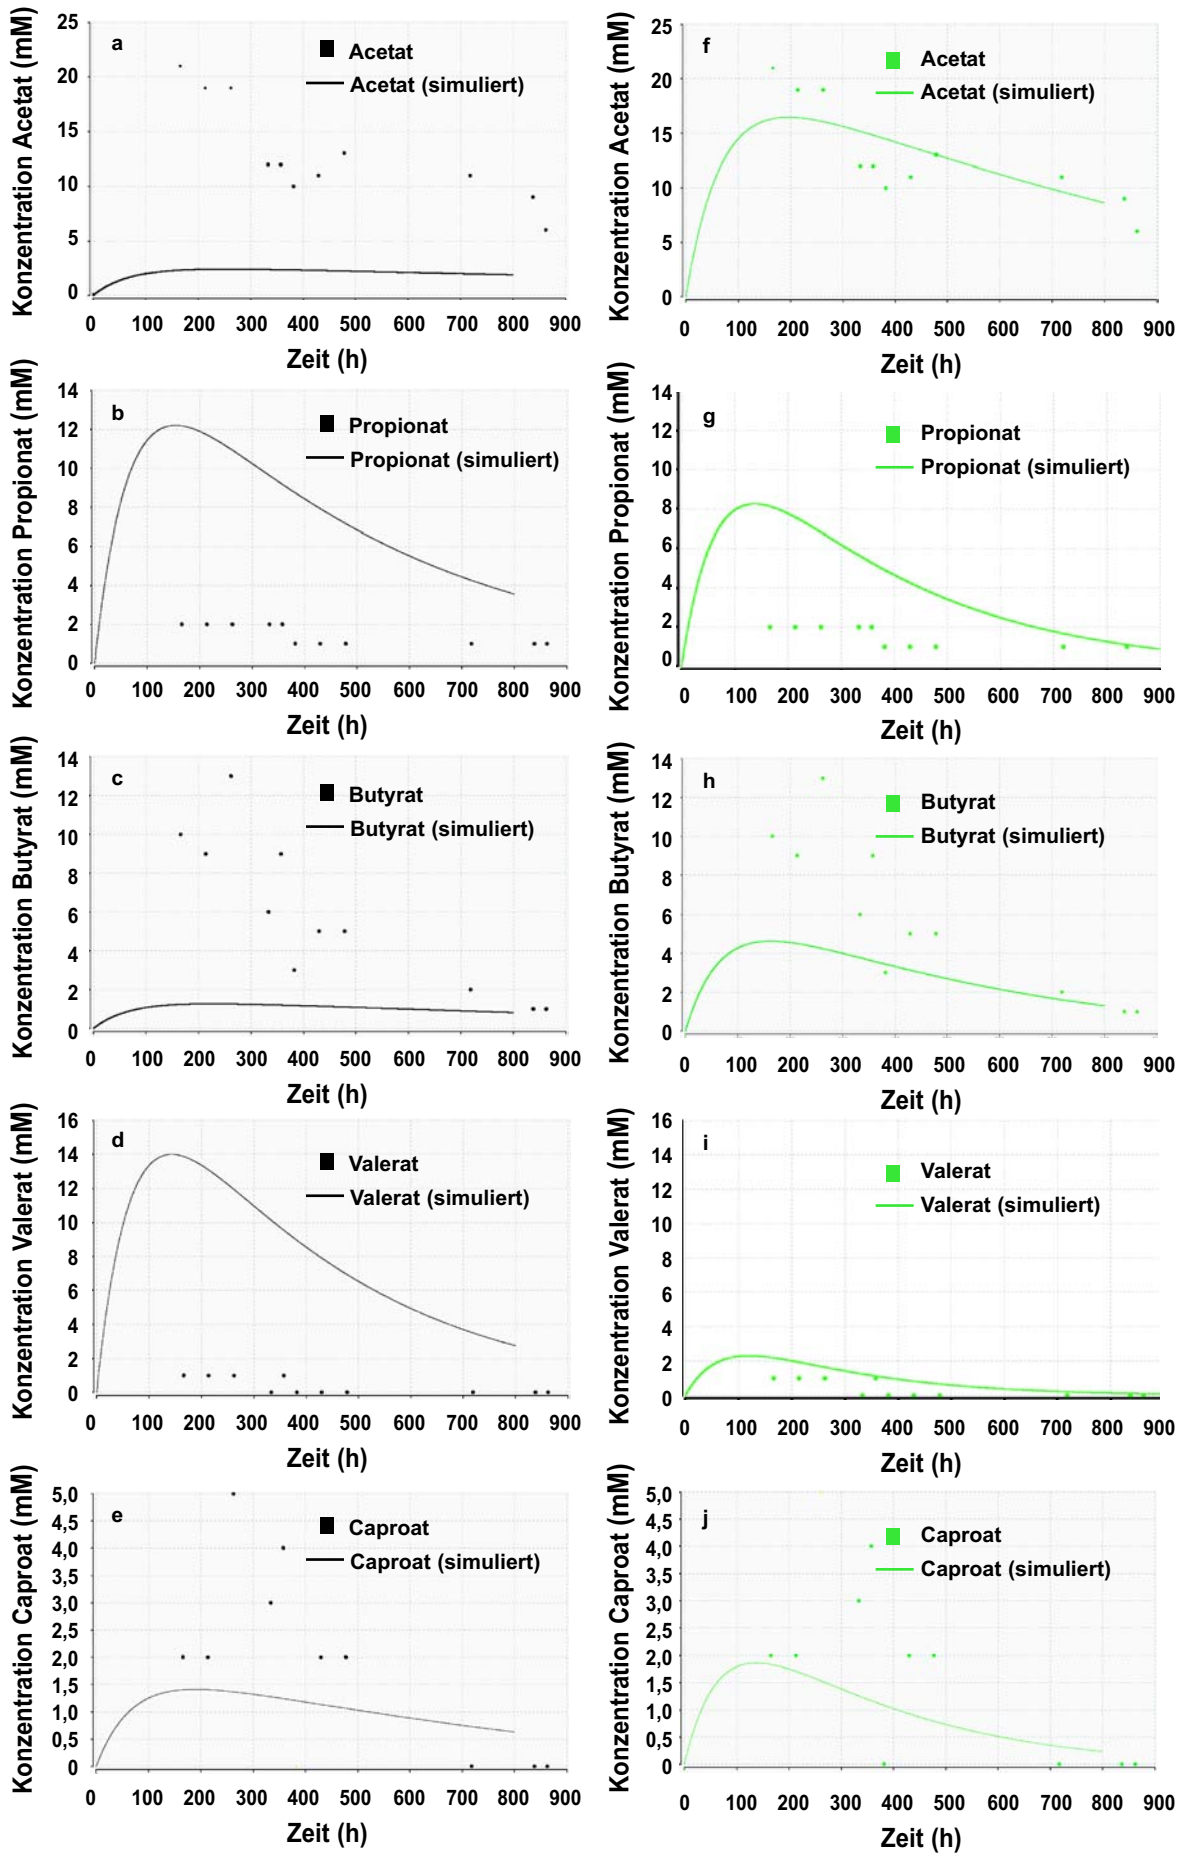 a
Konzentration Acetat (mM)
25
20
15
10
5
0
Acetat
Acetat (simuliert)
0 100 200 300 400 500 600 700 800 900
Zeit (h)
f
Konzentration Acetat (mM)
25
20
15
10
5
0
Acetat
Acetat (simuliert)
0 100 200 300 400 500 600 700 800 900
Zeit (h)
b
Konzentration Propionat (mM)
14
12
10
8
6
4
2
0
Propionat
Propionat (simuliert)
0 100 200 300 400 500 600 700 800 900
Zeit (h)
g
Konzentration Propionat (mM)
14
12
10
8
6
4
2
0
Propionat
Propionat (simuliert)
0 100 200 300 400 500 600 700 800 900
Zeit (h)
c
Konzentration Butyrat (mM)
14
12
10
8
6
4
2
0
Butyrat
Butyrat (simuliert)
0 100 200 300 400 500 600 700 800 900
Zeit (h)
h
Konzentration Butyrat (mM)
14
12
10
8
6
4
2
0
Butyrat
Butyrat (simuliert)
0 100 200 300 400 500 600 700 800 900
Zeit (h)
d
Konzentration Valerat (mM)
16
14
12
10
8
6
4
2
0
Valerat
Valerat (simuliert)
0 100 200 300 400 500 600 700 800 900
Zeit (h)
i
Konzentration Valerat (mM)
16
14
12
10
8
6
4
2
0
Valerat
Valerat (simuliert)
0 100 200 300 400 500 600 700 800 900
Zeit (h)
e
Konzentration Caproat (mM)
5,0
4,5
4,0
3,5
3,0
2,5
2,0
1,5
1,0
0,5
0
Caproat
Caproat (simuliert)
0 100 200 300 400 500 600 700 800 900
Zeit (h)
j
Konzentration Caproat (mM)
5,0
4,5
4,0
3,5
3,0
2,5
2,0
1,5
1,0
0,5
0
Caproat
Caproat (simuliert)
0 100 200 300 400 500 600 700 800 900
Zeit (h)